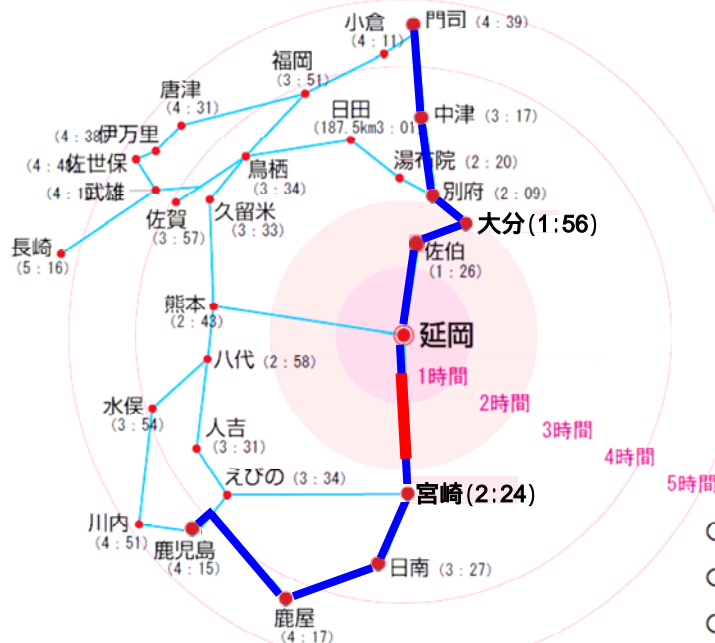 小倉
(4:11)
門司 (4:39)
福岡
(3:51)
唐津
(4:31)
日田
(187.5km3:01)
中津 (3:17)
(4:38)
伊万里
湯布院 (2:20)
佐世保
鳥栖
(3:34)
別府 (2:09)
武雄
佐賀
(3:57)
久留米
(3:33)
大分(1:56)
長崎
(5:16)
佐伯
(1:26)
熊本
(2:43)
延岡
八代 (2:58)
1時間
2時間
3時間
4時間
5時間
水俣
(3:54)
人吉
(3:31)
えびの (3:34)
宮崎(2:24)
川内
(4:51)
鹿児島
(4:15)
日南 (3:27)
鹿屋
(4:17)